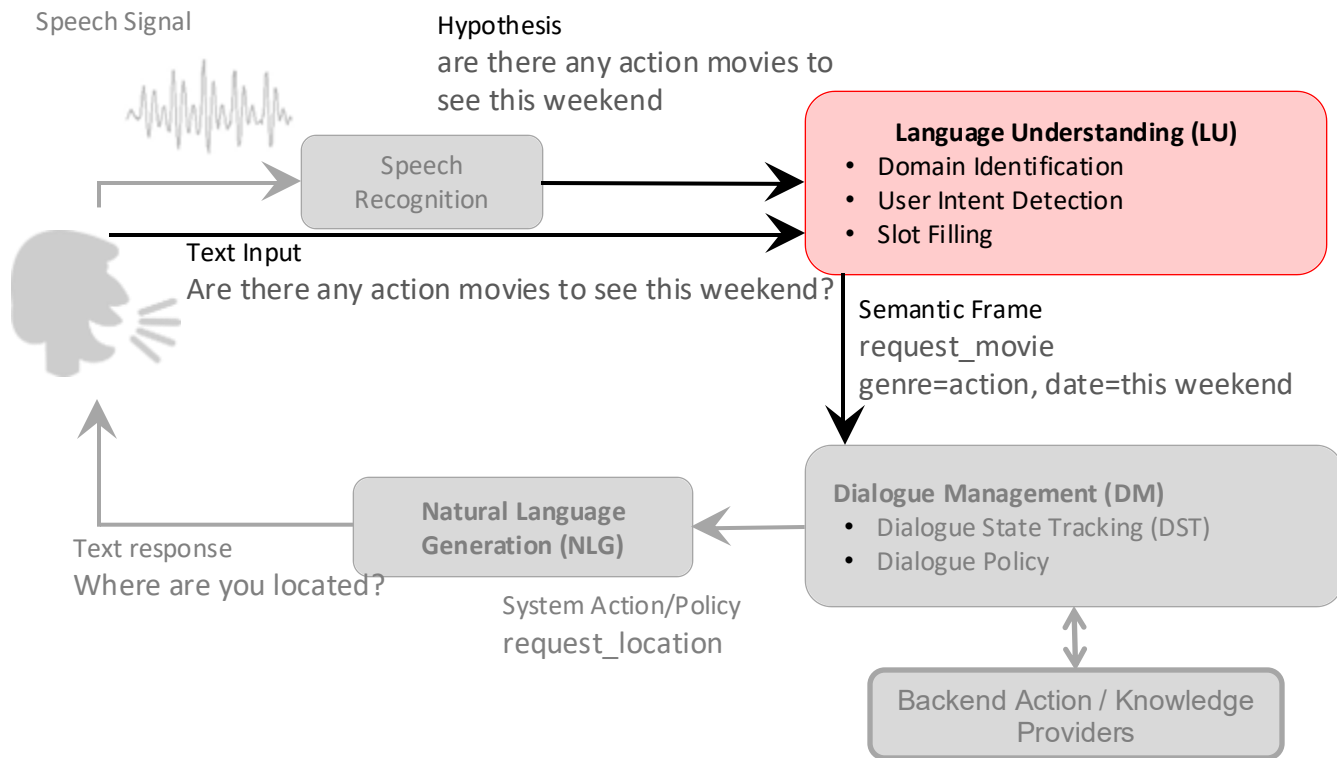 Speech Signal
Hypothesis
are there any action movies to
see this weekend
Speech
Recognition
Language Understanding (LU)
• Domain Identification
• User Intent Detection
• Slot Filling
Text Input
Are there any action movies to see this weekend?
Semantic Frame
request_movie
genre=action, date=this weekend
Dialogue Management (DM)
• Dialogue State Tracking (DST)
• Dialogue Policy
Natural Language
Generation (NLG)
Text response
Where are you located?
System Action/Policy
request_location
Backend Action / Knowledge
Providers